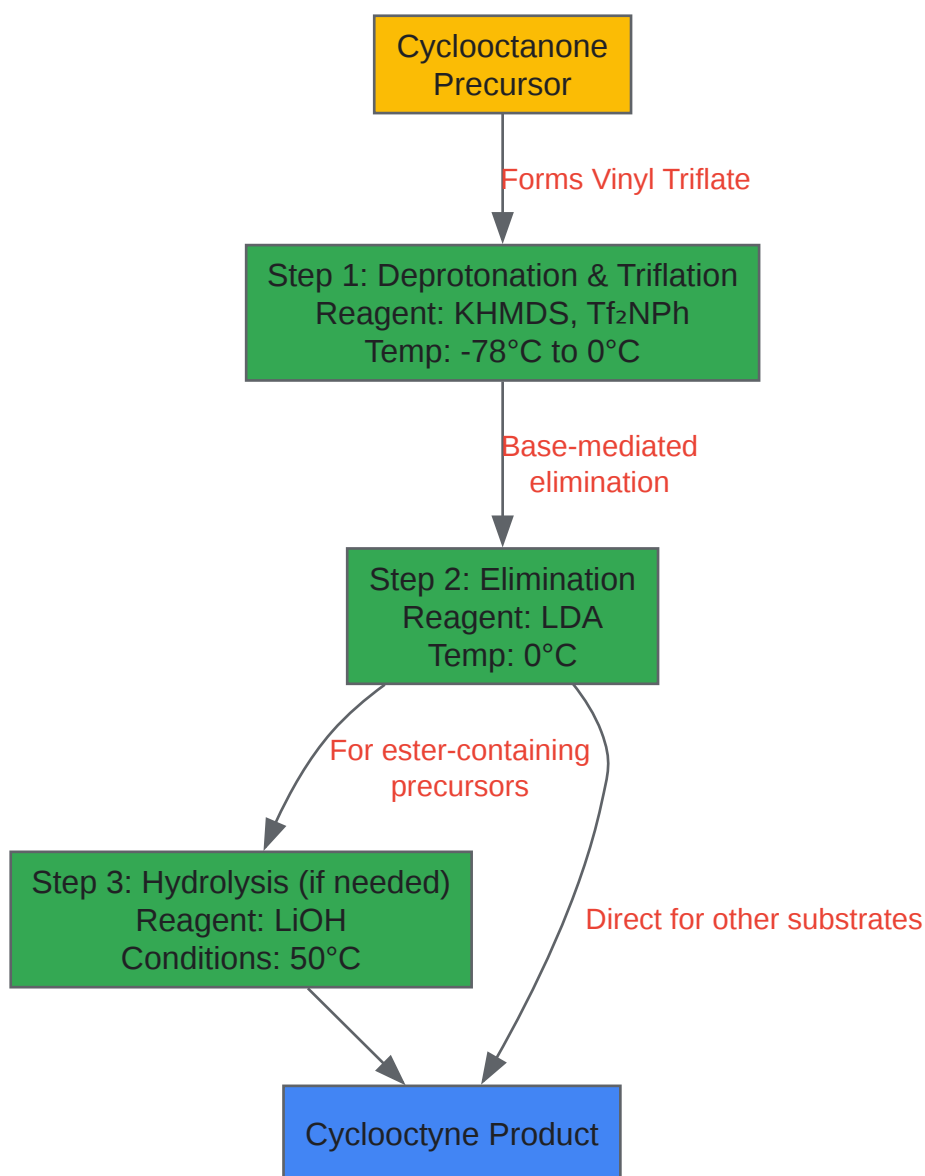 Cyclooctanone
Precursor
Forms Vinyl Triflate
Step 1: Deprotonation & Triflation
Reagent: KHMDS, Tf₂NPh
Temp: -78°C to 0°C
Base-mediated
elimination
Step 2: Elimination
Reagent: LDA
Temp: 0°C
For ester-containing
precursors
Step 3: Hydrolysis (if needed)
Reagent: LiOH
Conditions: 50°C
Direct for other substrates
Cyclooctyne Product